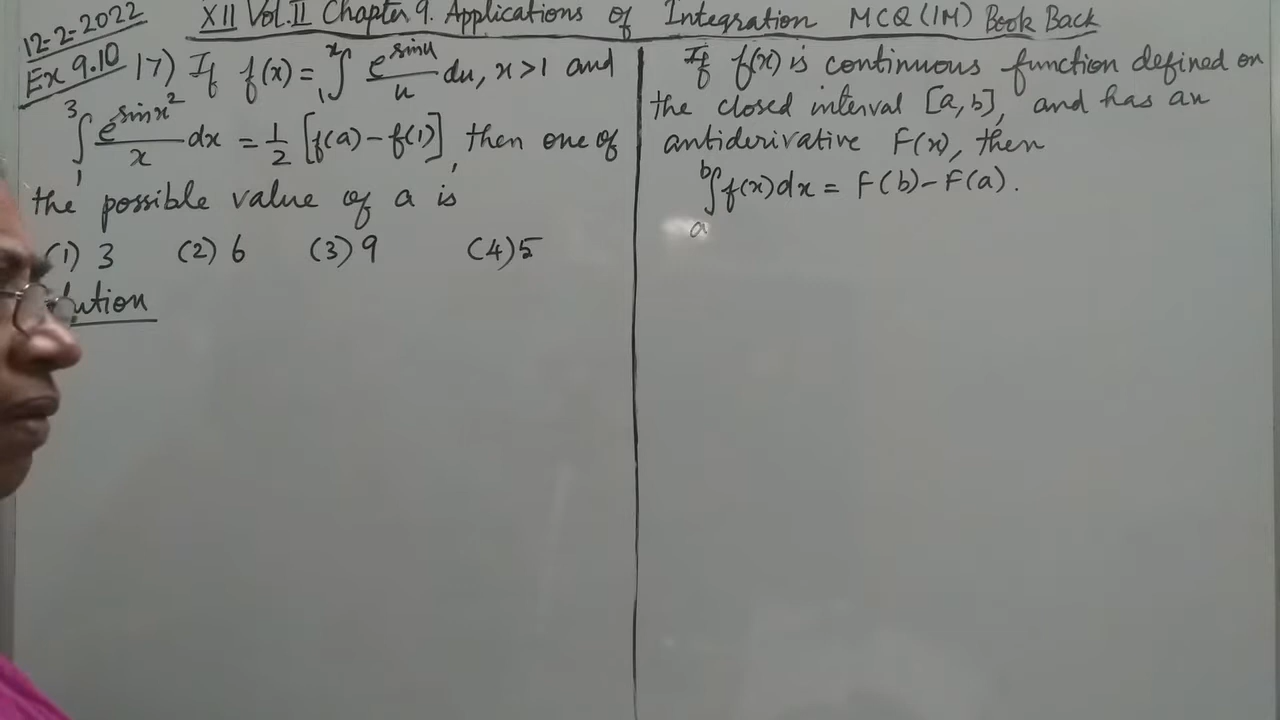 XII Vol.II Chapter 9. Applications of Integration MCQ (1M) Book Back
12-2-2022
Ex 9.10
17) If f(x) = ∫₁ˣ e^(sin u)/u du, x > 1 and
∫₁³ e^(sin x²)/x dx = 1/2 [f(a) - f(1)], then one of
the possible value of a is
(1) 3 (2) 6 (3) 9 (4) 5
lution
If f(x) is continuous function defined on
the closed interval [a, b], and has an
antiderivative F(x), then
∫ₐᵇ f(x) dx = F(b) - F(a).